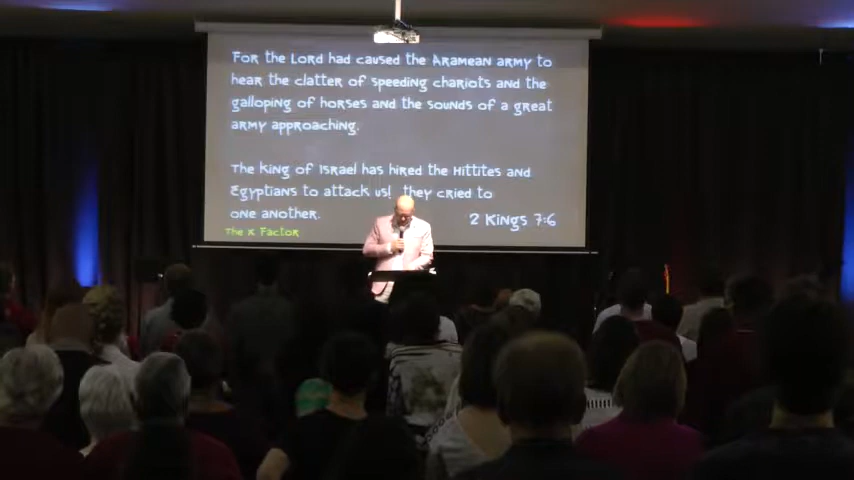 For the Lord had caused the Aramean army to
hear the clatter of speeding chariots and the
galloping of horses and the sounds of a great
army approaching.
The king of Israel has hired the Hittites and
Egyptians to attack us! They cried to
one another.
2 Kings 7:6
The K Factor